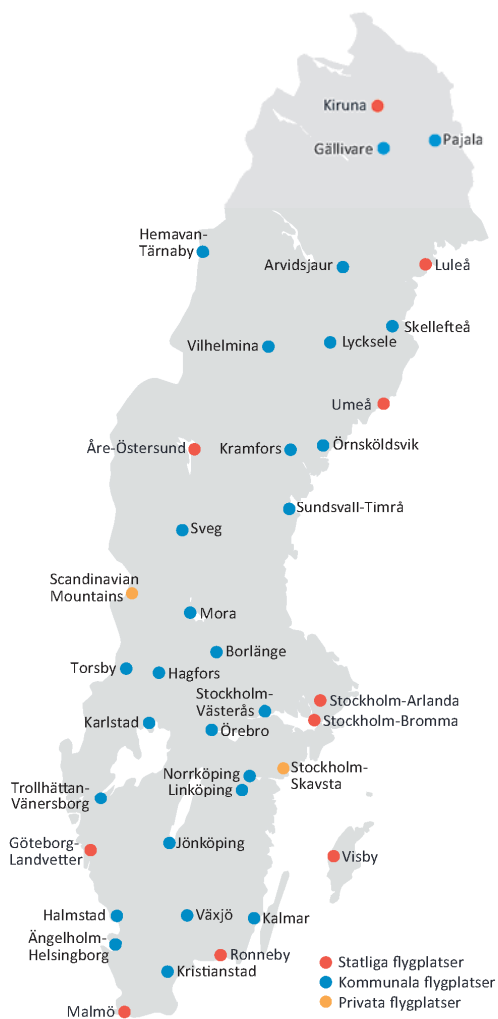 Kiruna
Pajala
Gällivare
Hemavan-
Tärnaby
Arvidsjaur
Luleå
Skellefteå
Lycksele
Vilhelmina
Umeå
Åre-Östersund
Kramfors
Örnsköldsvik
Sundsvall-Timrå
Sveg
Scandinavian
Mountains
Mora
Borlänge
Torsby
Hagfors
Stockholm-
Västerås
Stockholm-Arlanda
Stockholm-Bromma
Karlstad
Örebro
Stockholm-
Skavsta
Norrköping
Linköping
Trollhättan-
Vänersborg
Göteborg-
Landvetter
Jönköping
Visby
Halmstad
Växjö
Kalmar
Ängelholm-
Helsingborg
Ronneby
Kristianstad
Malmö
Statliga flygplatser
Kommunala flygplatser
Privata flygplatser